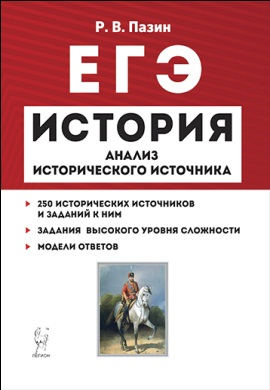 Р. В. Пазин
ЕГЭ
ИСТОРИЯ
АНАЛИЗ
ИСТОРИЧЕСКОГО ИСТОЧНИКА
250 ИСТОРИЧЕСКИХ ИСТОЧНИКОВ
И ЗАДАНИЙ К НИМ
ЗАДАНИЯ ВЫСОКОГО УРОВНЯ СЛОЖНОСТИ
МОДЕЛИ ОТВЕТОВ
ЛЕГИОН